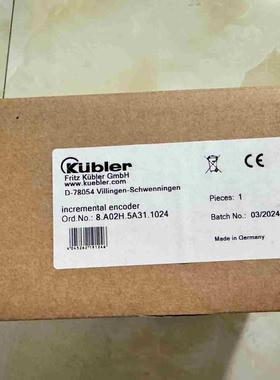 Kübler
Fritz Kübler GmbH
www.kuebler.com
D-78054 Villingen-Schwenningen
CE
incremental encoder
Ord.No.: 8.A02H.5A31.1024
Pieces: 1
Batch No.: 03/2024
Made in Germany